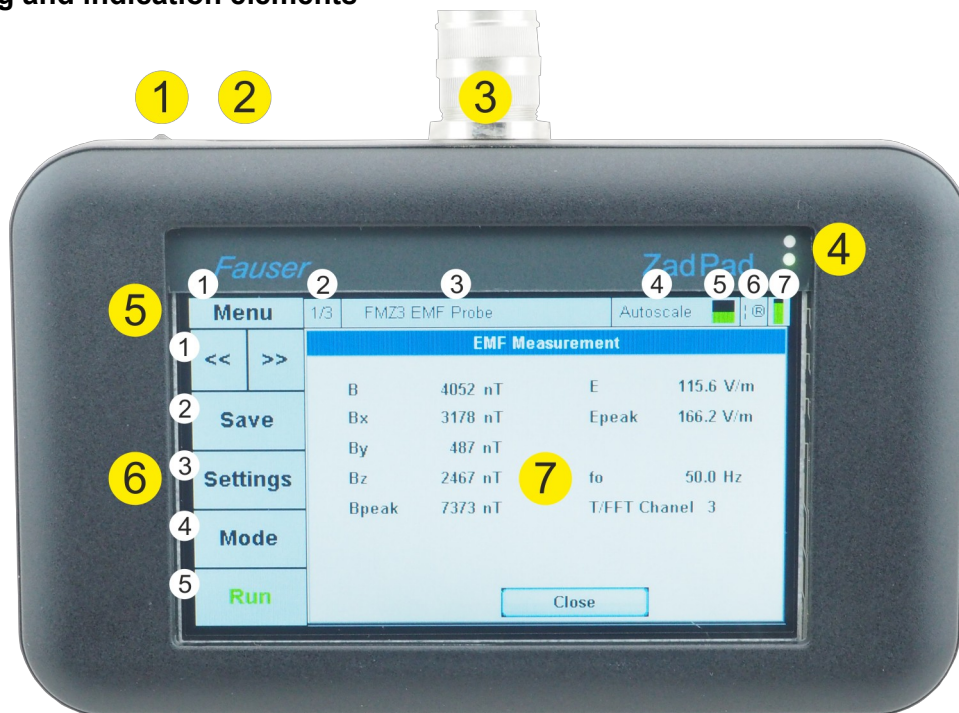 g and indication elements
1 2 3
Fauser ZadPad 4
1 2 3 4 5 6 7
5 Menu 1/3 FMZ3 EMF Probe Autoscale ¦ ®
1 << >> EMF Measurement
B 4052 nT E 115.6 V/m
2 Save Bx 3178 nT Epeak 166.2 V/m
By 487 nT
6 3 Settings Bz 2467 nT 7 fo 50.0 Hz
Bpeak 7373 nT T/FFT Chanel 3
4 Mode
5 Run Close